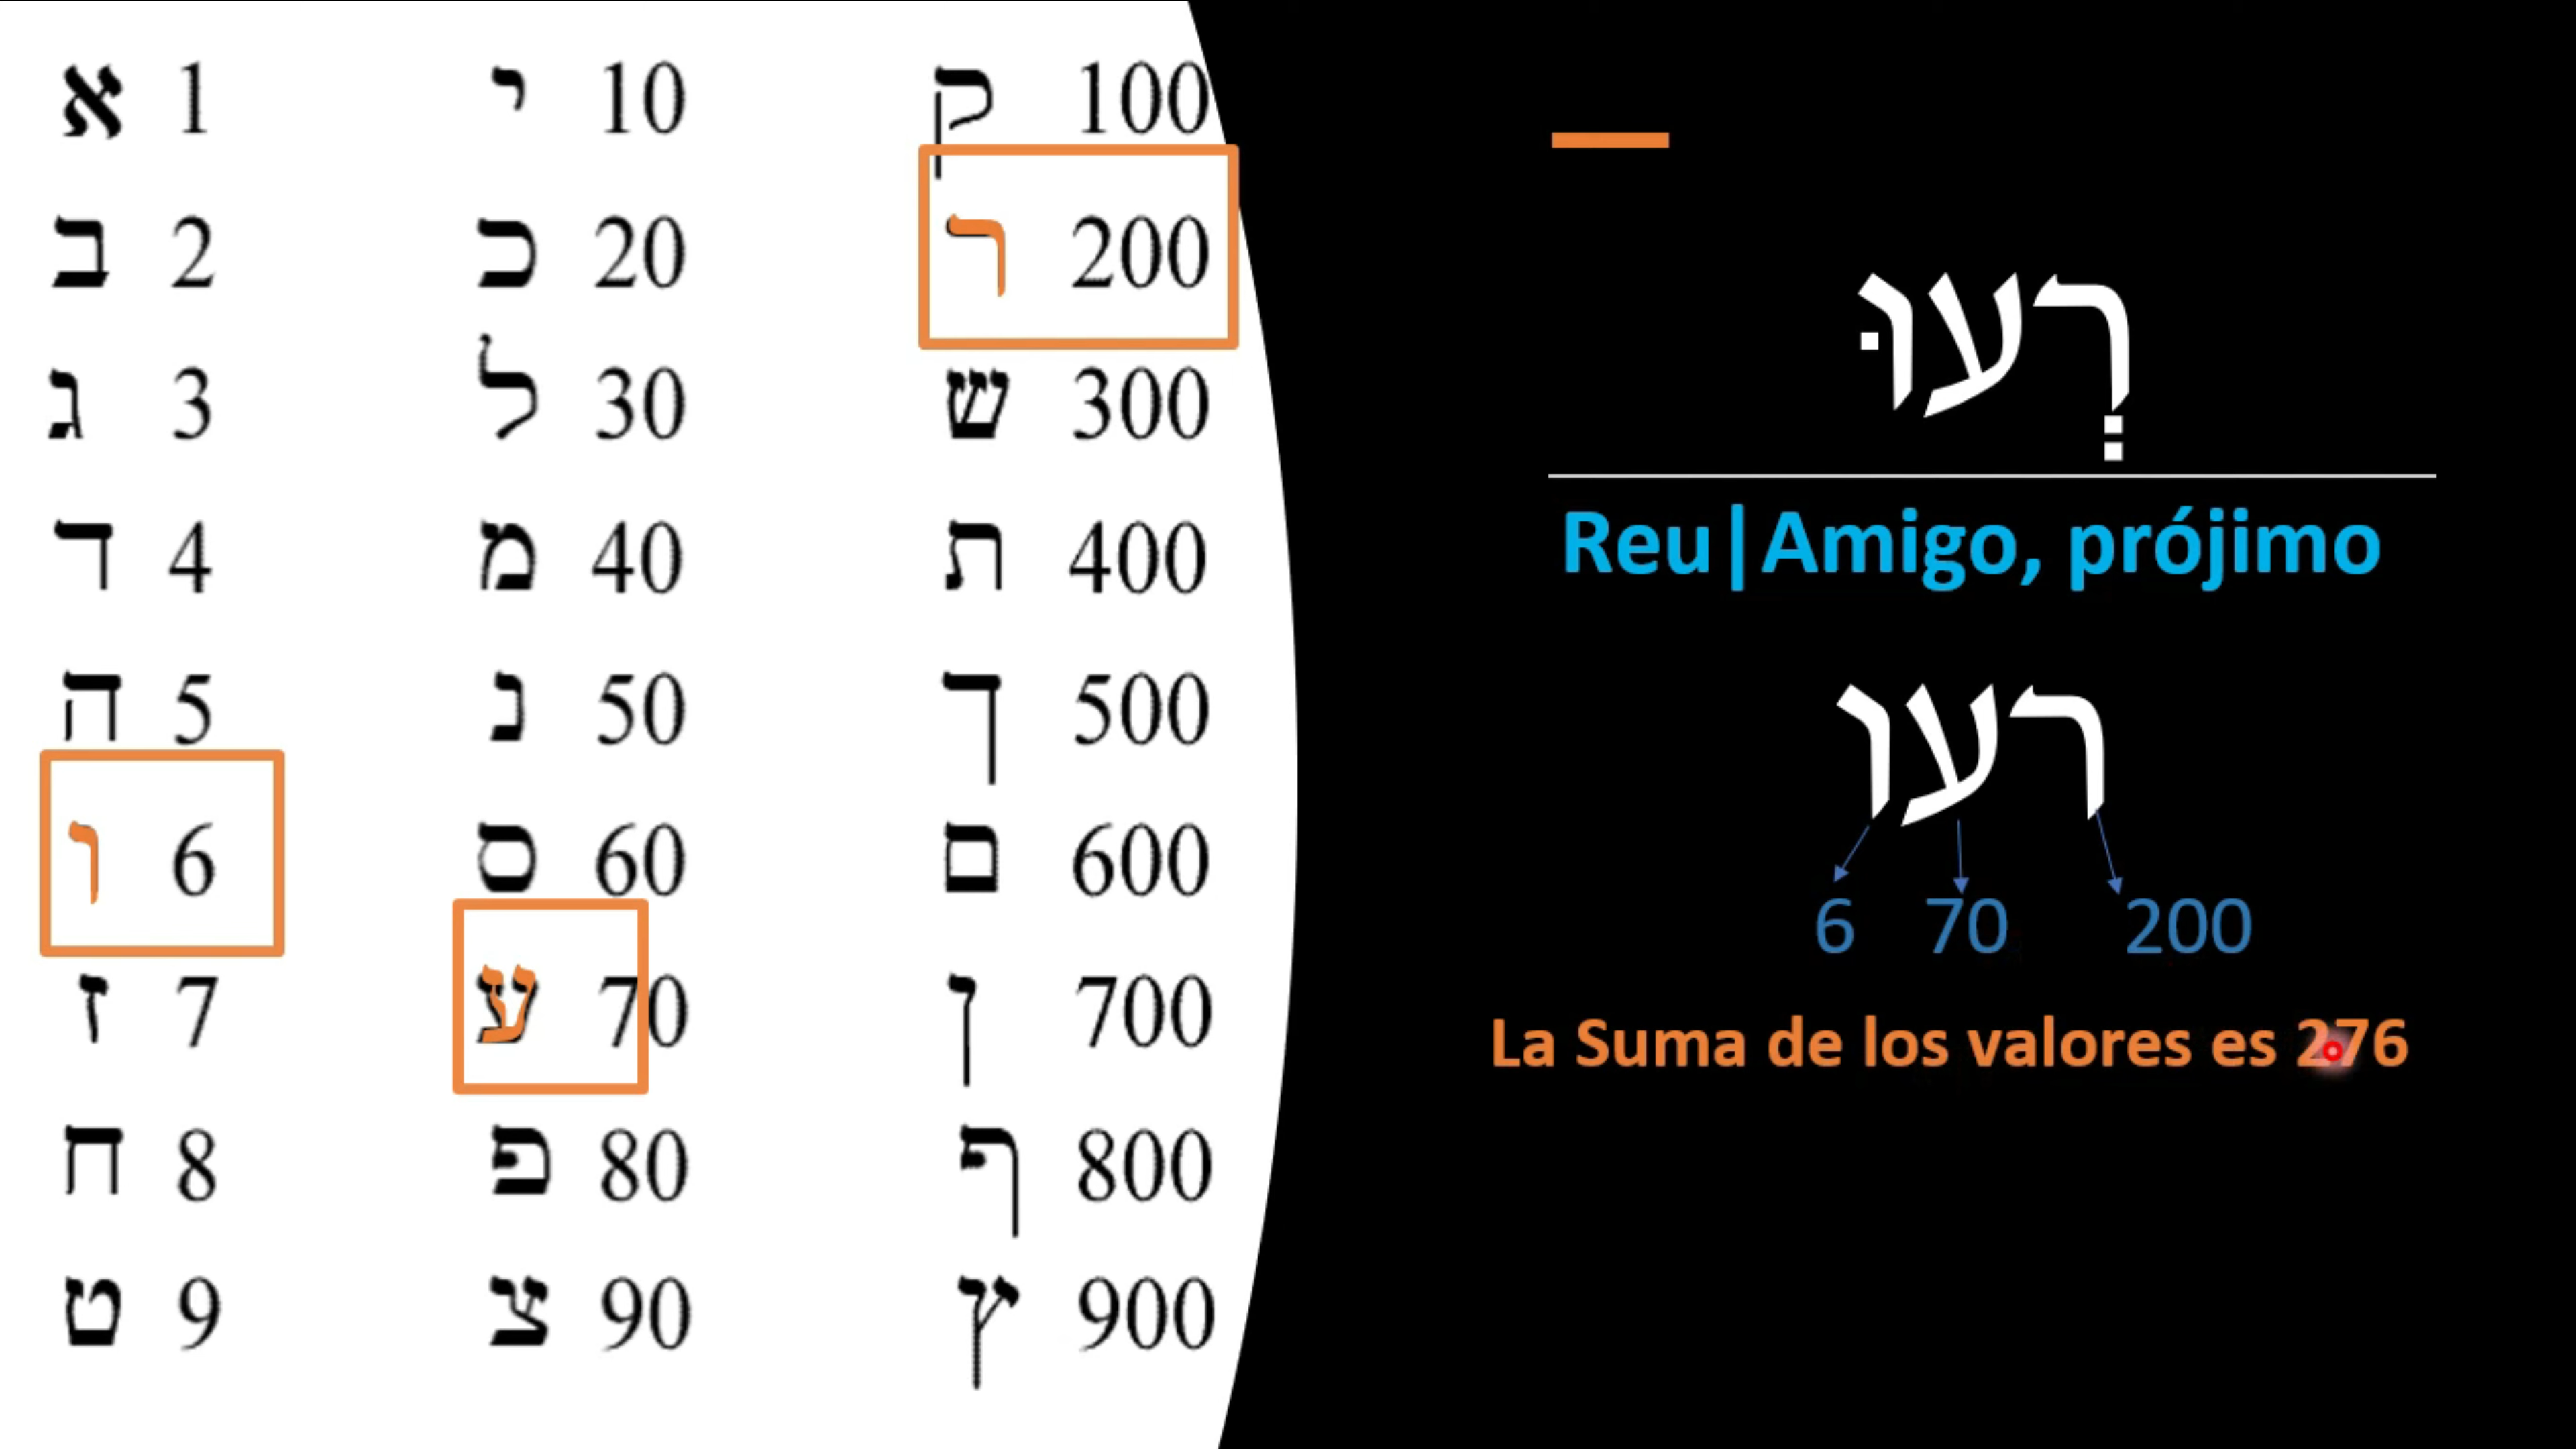 א 1 י 10 ק 100
ב 2 כ 20 ר 200
ג 3 ל 30 ש 300
ד 4 מ 40 ת 400
ה 5 נ 50 ך 500
ו 6 ס 60 ם 600
ז 7 ע 70 ן 700
ח 8 פ 80 ף 800
ט 9 צ 90 ץ 900
רְעוּ
Reu|Amigo, prójimo
רעו
6 70 200
La Suma de los valores es 276